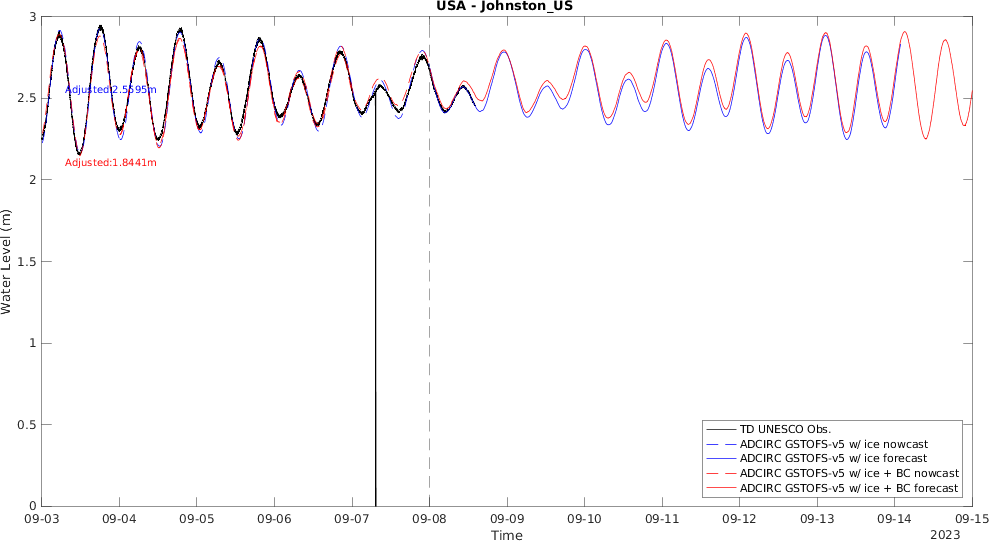 USA - Johnston_US
3
2.5
2
1.5
1
0.5
0
Water Level (m)
Adjusted:2.5395m
Adjusted:1.8441m
TD UNESCO Obs.
ADCIRC GSTOFS-v5 w/ ice nowcast
ADCIRC GSTOFS-v5 w/ ice forecast
ADCIRC GSTOFS-v5 w/ ice + BC nowcast
ADCIRC GSTOFS-v5 w/ ice + BC forecast
09-03 09-04 09-05 09-06 09-07 09-08 09-09 09-10 09-11 09-12 09-13 09-14 09-15
Time
2023